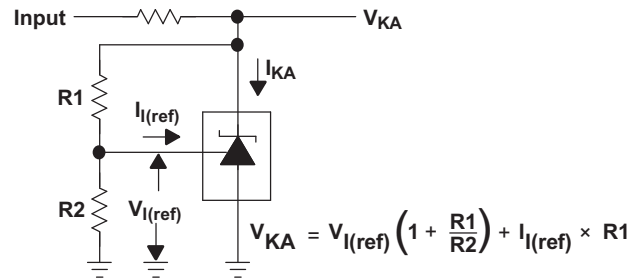 Input
V_KA
I_KA
R1
I_I(ref)
R2
V_I(ref)
V_KA = V_I(ref) (1 + R1/R2) + I_I(ref) × R1